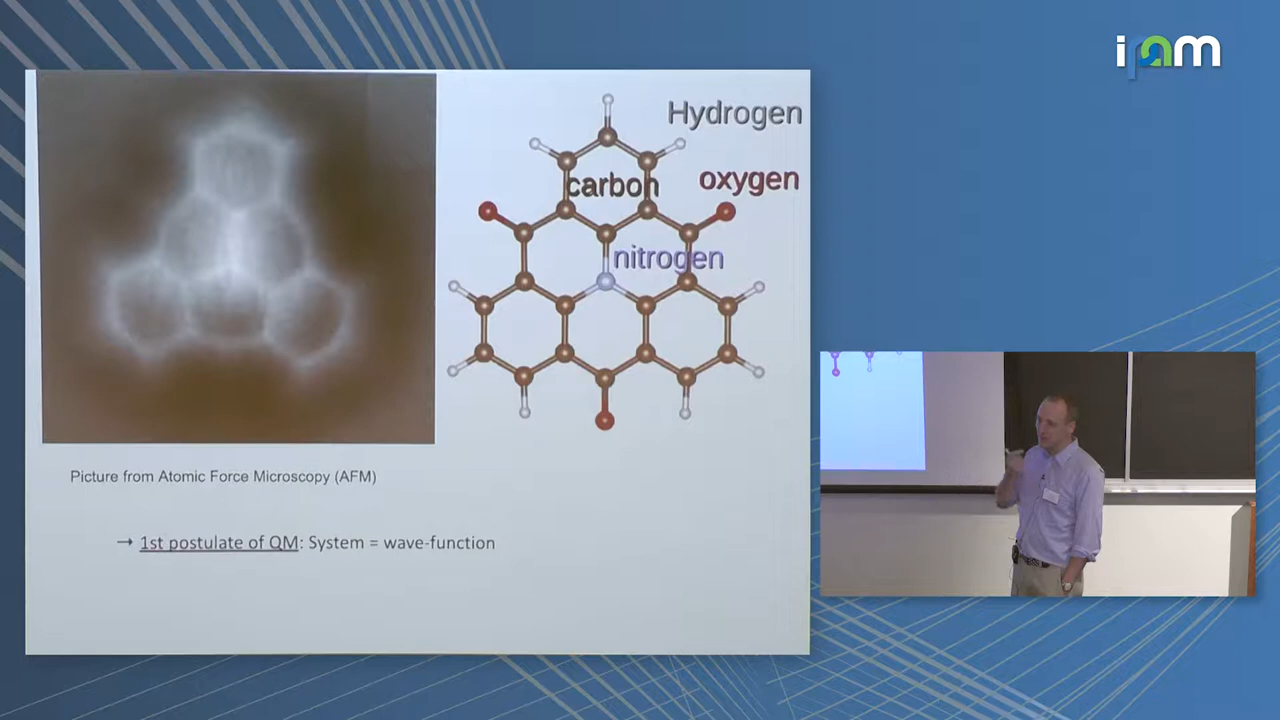 ipam
Hydrogen
carbon
oxygen
nitrogen
Picture from Atomic Force Microscopy (AFM)
→ 1st postulate of QM: System = wave-function